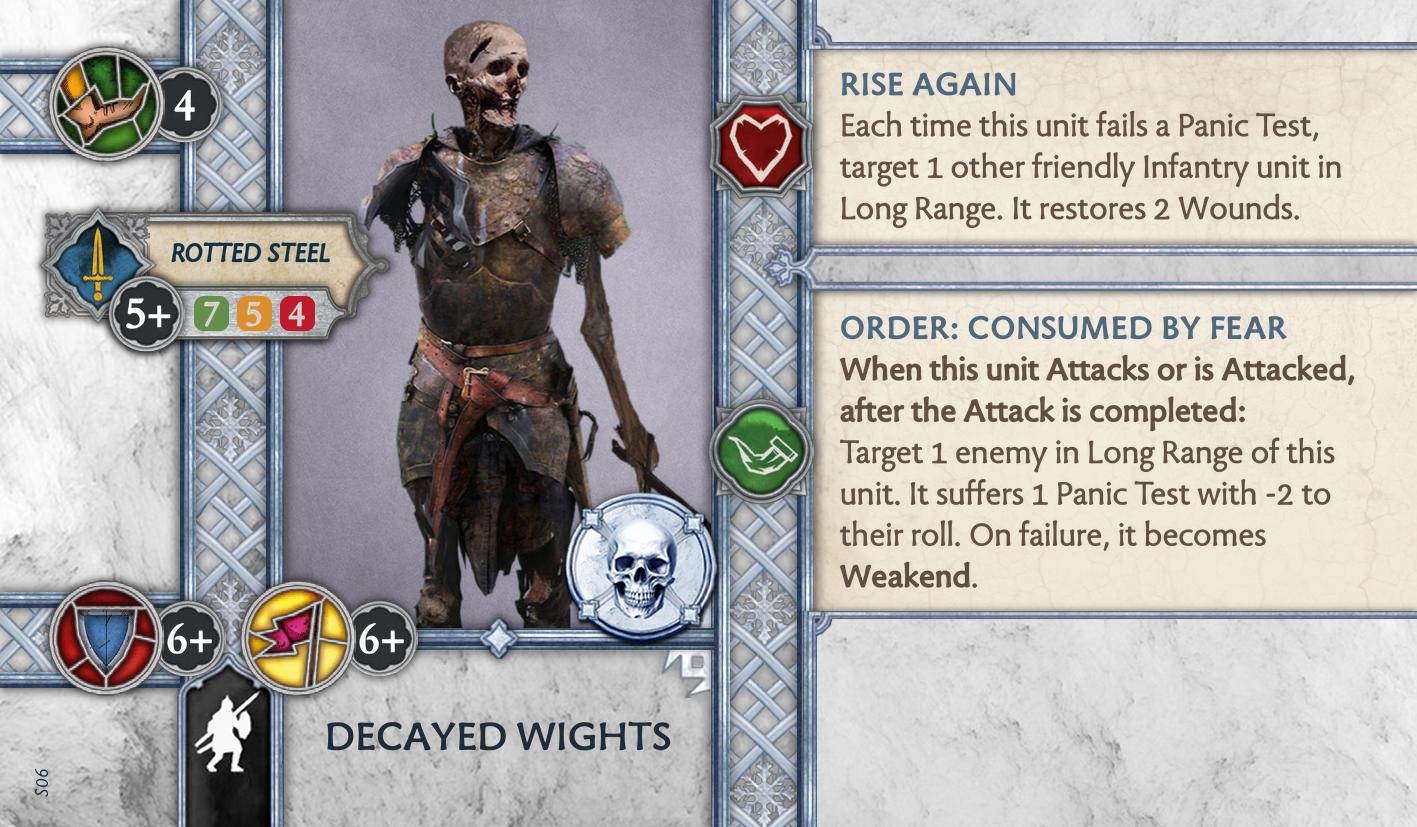 4
ROTTED STEEL
5+ 7 5 4
6+ 6+
DECAYED WIGHTS
S06
RISE AGAIN
Each time this unit fails a Panic Test,
target 1 other friendly Infantry unit in
Long Range. It restores 2 Wounds.
ORDER: CONSUMED BY FEAR
When this unit Attacks or is Attacked,
after the Attack is completed:
Target 1 enemy in Long Range of this
unit. It suffers 1 Panic Test with -2 to
their roll. On failure, it becomes
Weakend.